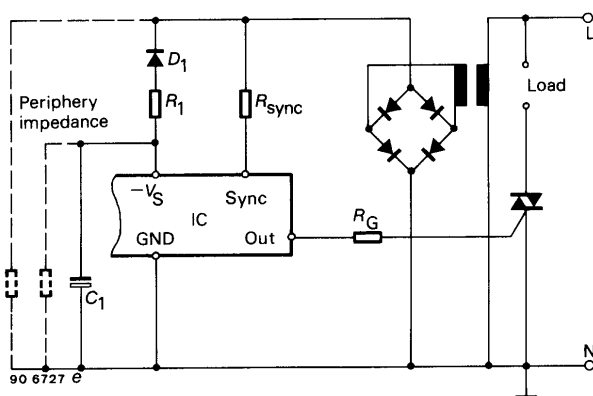 L
D1
Load
Periphery
impedance
R1
Rsync
−VS
Sync
IC
RG
GND
Out
C1
N
90 6727 e